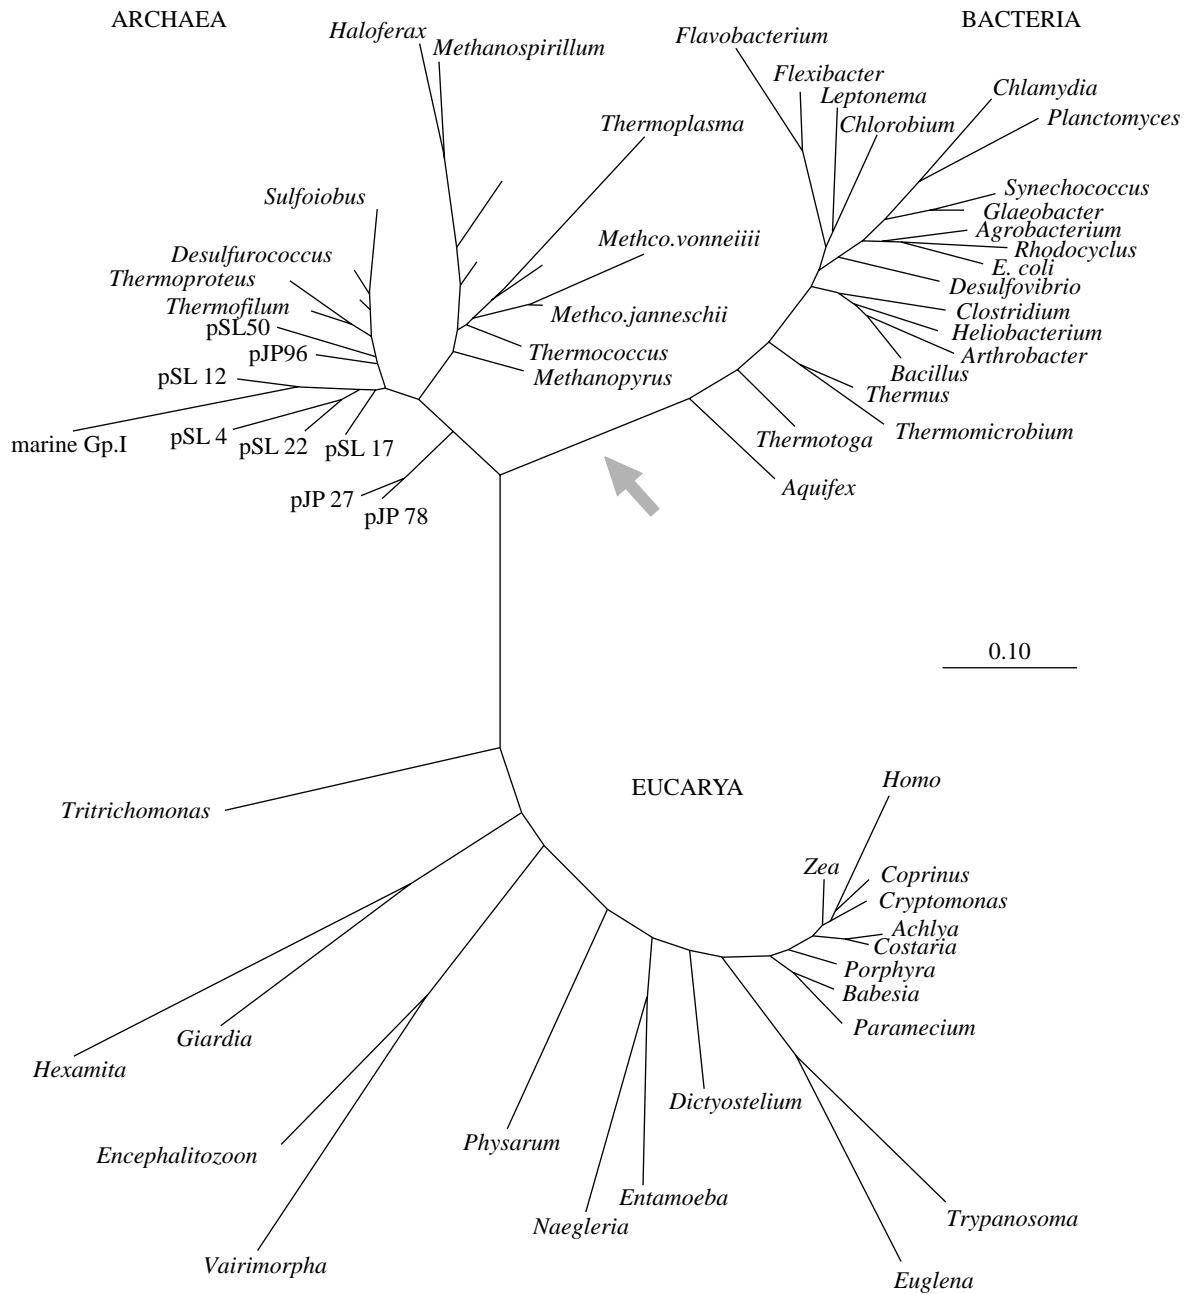 ARCHAEA
BACTERIA
Haloferax
Methanospirillum
Flavobacterium
Flexibacter
Leptonema
Chlorobium
Chlamydia
Planctomyces
Thermoplasma
Sulfoiobus
Synechococcus
Glaeobacter
Agrobacterium
Rhodocyclus
E. coli
Desulfovibrio
Methco.vonneiiii
Desulfurococcus
Thermoproteus
Thermofilum
pSL50
pJP96
pSL 12
Methco.janneschii
Clostridium
Heliobacterium
Arthrobacter
Bacillus
Thermus
Thermococcus
Methanopyrus
marine Gp.I
pSL 4
pSL 22
pSL 17
Thermotoga
Thermomicrobium
Aquifex
pJP 27
pJP 78
0.10
EUCARYA
Homo
Tritrichomonas
Zea
Coprinus
Cryptomonas
Achlya
Costaria
Porphyra
Babesia
Paramecium
Giardia
Hexamita
Dictyostelium
Physarum
Encephalitozoon
Entamoeba
Naegleria
Trypanosoma
Vairimorpha
Euglena